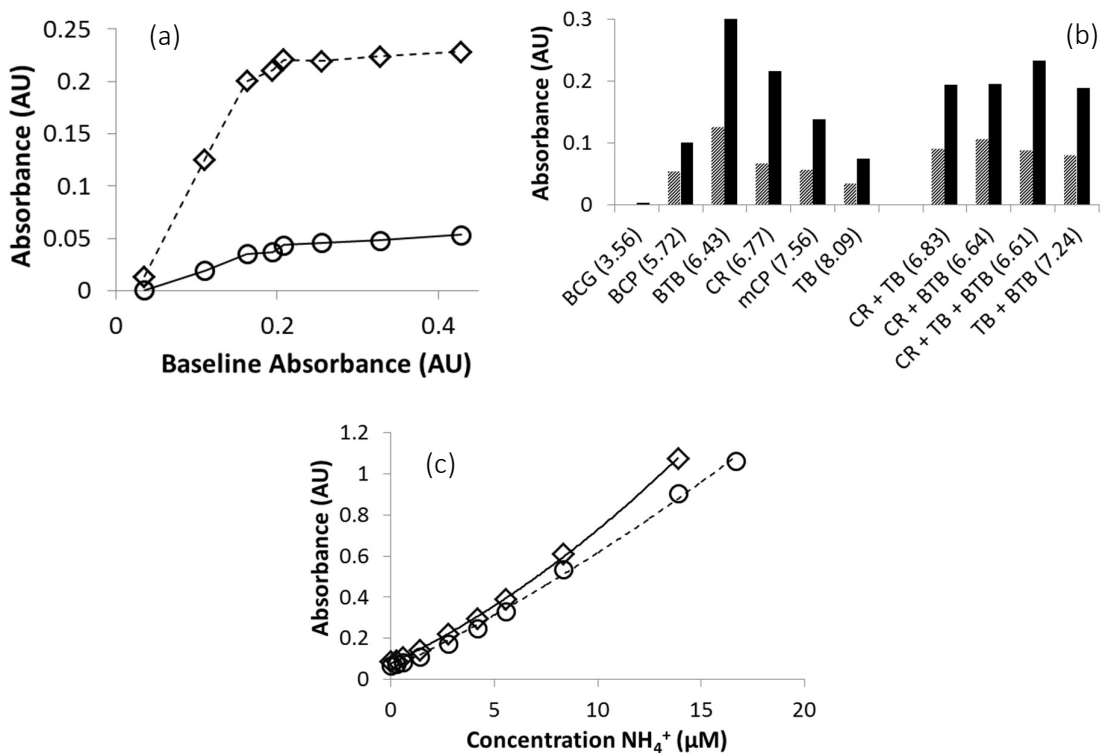 (a)
Absorbance (AU)
0.25
0.2
0.15
0.1
0.05
0
0
0.2
0.4
Baseline Absorbance (AU)
(b)
Absorbance (AU)
0.3
0.2
0.1
0
BCG (3.56)
BCP (5.72)
BTB (6.43)
CR (6.77)
mCP (7.56)
TB (8.09)
CR + TB (6.83)
CR + BTB (6.64)
CR + TB + BTB (6.61)
TB + BTB (7.24)
(c)
Absorbance (AU)
1.2
1
0.8
0.6
0.4
0.2
0
0
5
10
15
20
Concentration NH₄⁺ (µM)